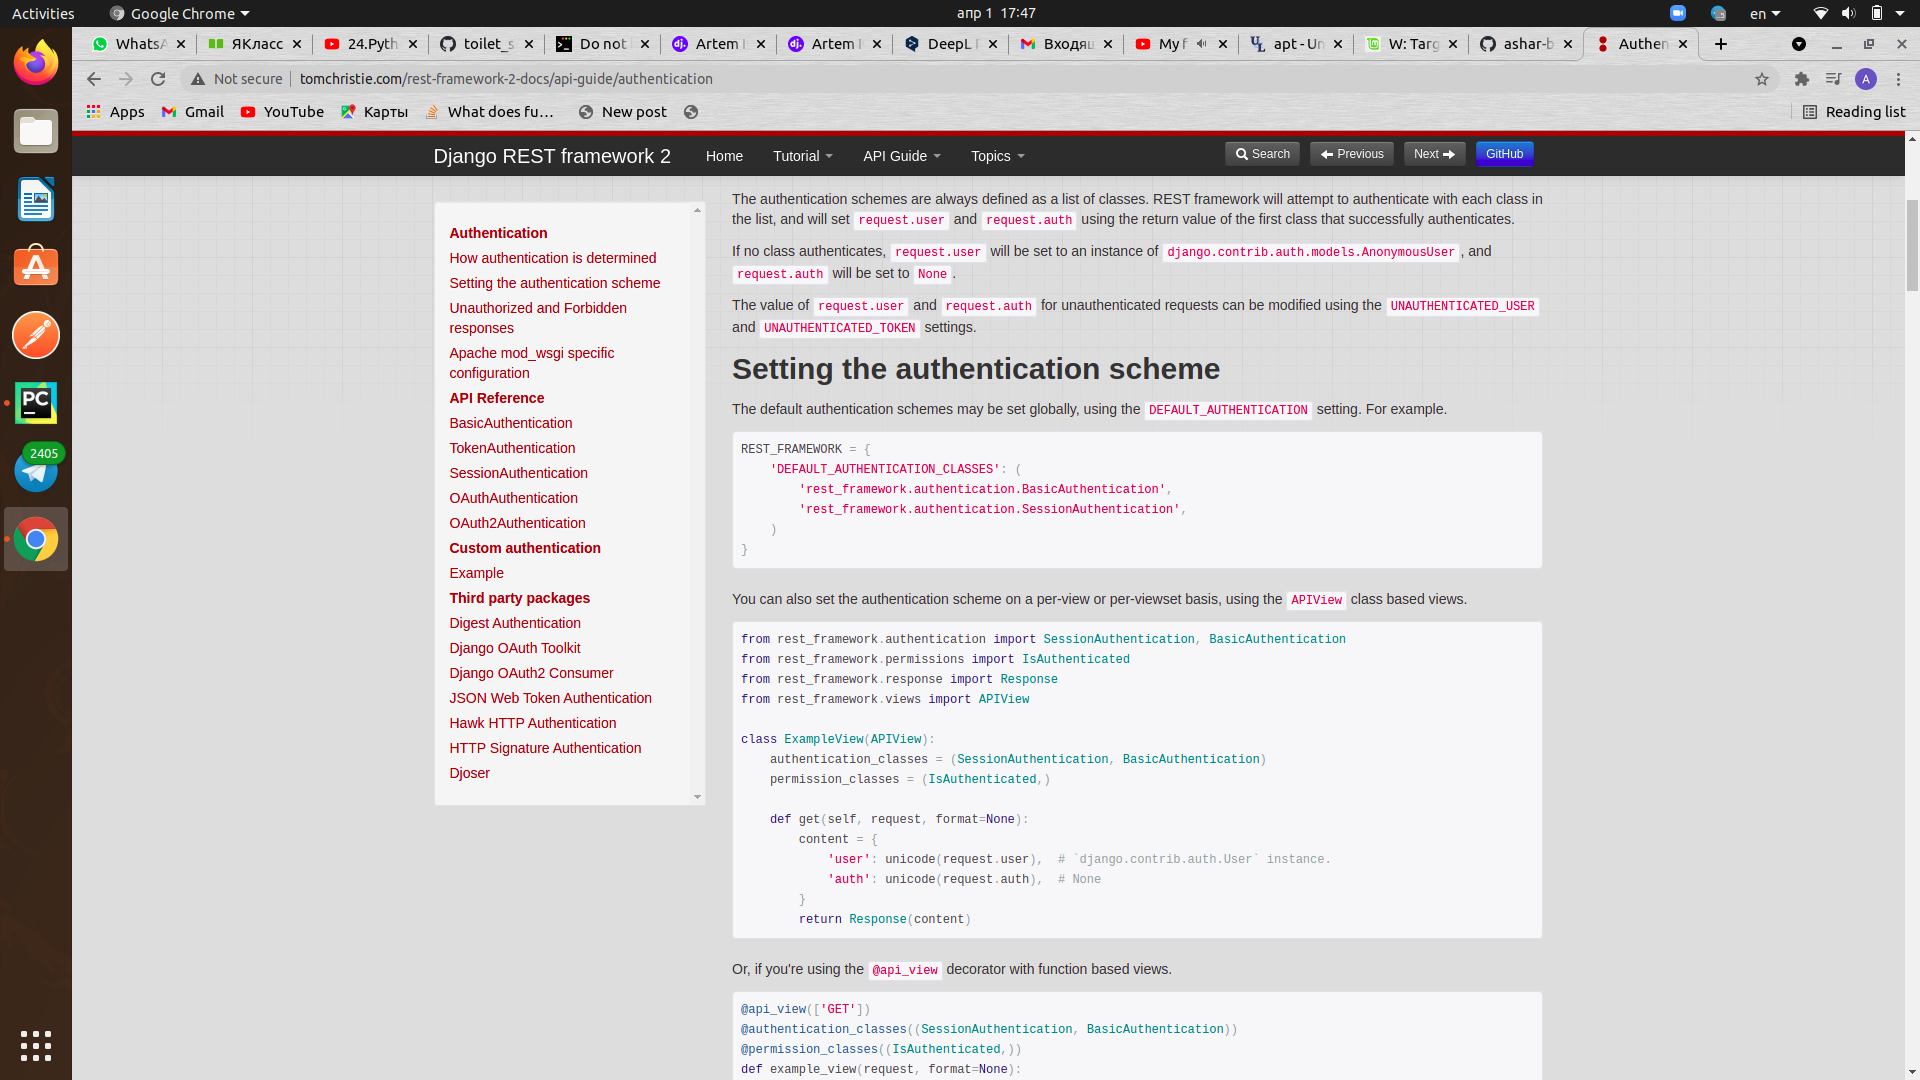 Activities
Google Chrome
апр 1 17:47
en
WhatsA
ЯКласс
24.Pyth
toilet_s
Do not
Artem
Artem
DeepL
Входящ
My f
apt - Un
W: Targ
ashar-b
Authen
Not secure
tomchristie.com/rest-framework-2-docs/api-guide/authentication
A
Apps
Gmail
YouTube
Карты
What does fu…
New post
Reading list
Django REST framework 2
Home
Tutorial
API Guide
Topics
Search
Previous
Next
GitHub
2405
Authentication
How authentication is determined
Setting the authentication scheme
Unauthorized and Forbidden
responses
Apache mod_wsgi specific
configuration
API Reference
BasicAuthentication
TokenAuthentication
SessionAuthentication
OAuthAuthentication
OAuth2Authentication
Custom authentication
Example
Third party packages
Digest Authentication
Django OAuth Toolkit
Django OAuth2 Consumer
JSON Web Token Authentication
Hawk HTTP Authentication
HTTP Signature Authentication
Djoser
The authentication schemes are always defined as a list of classes. REST framework will attempt to authenticate with each class in
the list, and will set request.user and request.auth using the return value of the first class that successfully authenticates.
If no class authenticates, request.user will be set to an instance of django.contrib.auth.models.AnonymousUser, and
request.auth will be set to None.
The value of request.user and request.auth for unauthenticated requests can be modified using the UNAUTHENTICATED_USER
and UNAUTHENTICATED_TOKEN settings.
Setting the authentication scheme
The default authentication schemes may be set globally, using the DEFAULT_AUTHENTICATION setting. For example.
REST_FRAMEWORK = {
    'DEFAULT_AUTHENTICATION_CLASSES': (
        'rest_framework.authentication.BasicAuthentication',
        'rest_framework.authentication.SessionAuthentication',
    )
}
You can also set the authentication scheme on a per-view or per-viewset basis, using the APIView class based views.
from rest_framework.authentication import SessionAuthentication, BasicAuthentication
from rest_framework.permissions import IsAuthenticated
from rest_framework.response import Response
from rest_framework.views import APIView
class ExampleView(APIView):
    authentication_classes = (SessionAuthentication, BasicAuthentication)
    permission_classes = (IsAuthenticated,)
    def get(self, request, format=None):
        content = {
            'user': unicode(request.user),  # `django.contrib.auth.User` instance.
            'auth': unicode(request.auth),  # None
        }
        return Response(content)
Or, if you're using the @api_view decorator with function based views.
@api_view(['GET'])
@authentication_classes((SessionAuthentication, BasicAuthentication))
@permission_classes((IsAuthenticated,))
def example_view(request, format=None):